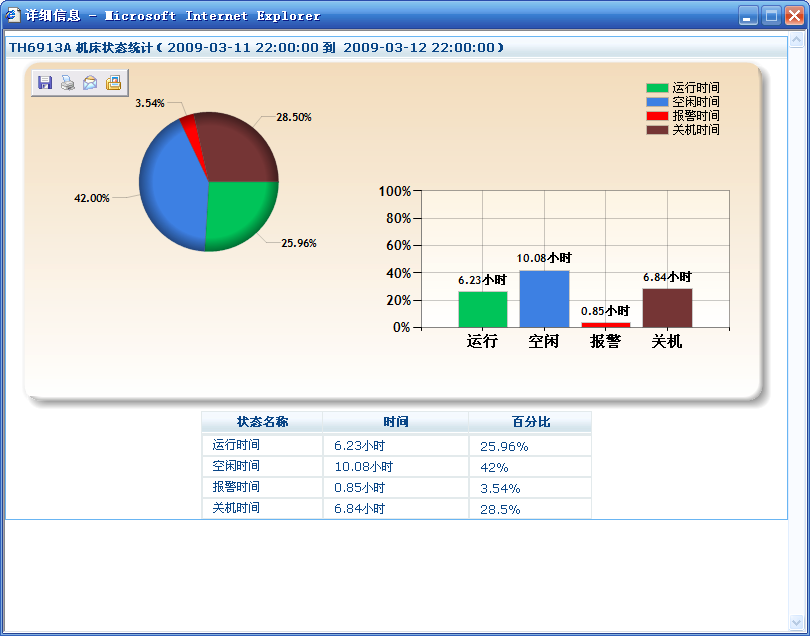 详细信息 - Microsoft Internet Explorer
TH6913A 机床状态统计( 2009-03-11 22:00:00 到 2009-03-12 22:00:00 )
3.54%
28.50%
42.00%
25.96%
运行时间
空闲时间
报警时间
关机时间
100%
80%
60%
40%
20%
0%
6.23小时
10.08小时
0.85小时
6.84小时
运行 空闲 报警 关机
状态名称 时间 百分比
运行时间 6.23小时 25.96%
空闲时间 10.08小时 42%
报警时间 0.85小时 3.54%
关机时间 6.84小时 28.5%